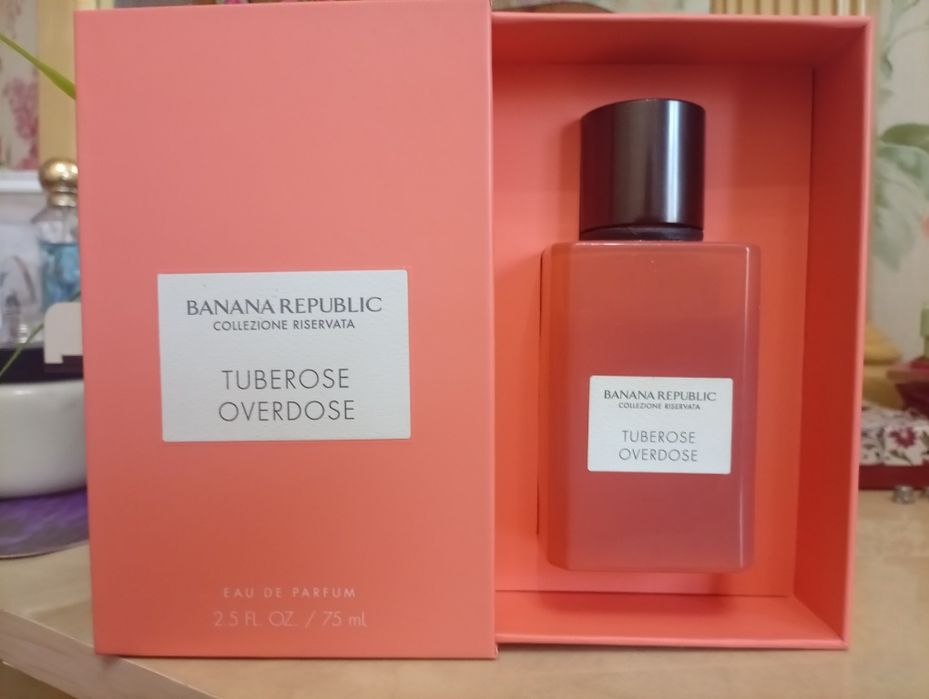 BANANA REPUBLIC
COLLEZIONE RISERVATA
TUBEROSE
OVERDOSE
EAU DE PARFUM
2.5 FL. OZ. / 75 mL
BANANA REPUBLIC
COLLEZIONE RISERVATA
TUBEROSE
OVERDOSE